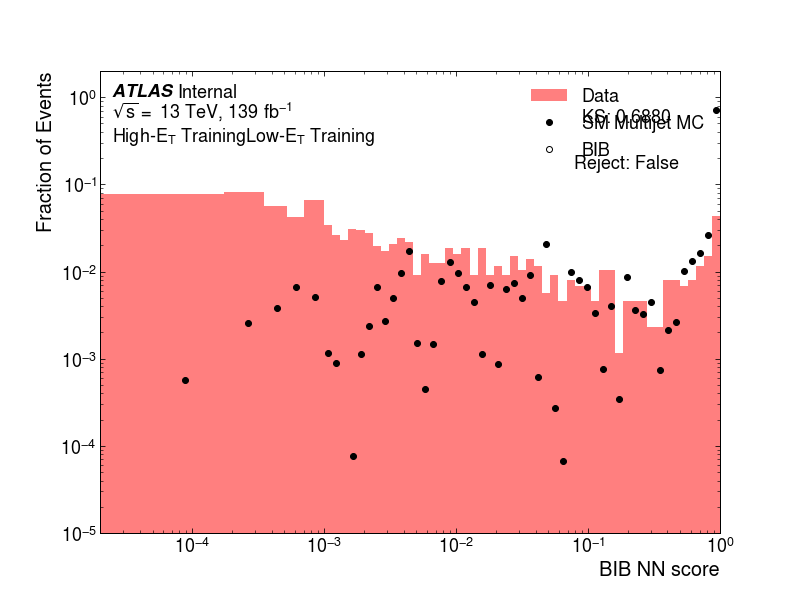 ATLAS Internal
√s = 13 TeV, 139 fb⁻¹
High-E_T TrainingLow-E_T Training
Data
KS: 0.6880
SM Multijet MC
BIB
Reject: False
Fraction of Events
10⁰
10⁻¹
10⁻²
10⁻³
10⁻⁴
10⁻⁵
10⁻⁴ 10⁻³ 10⁻² 10⁻¹ 10⁰
BIB NN score